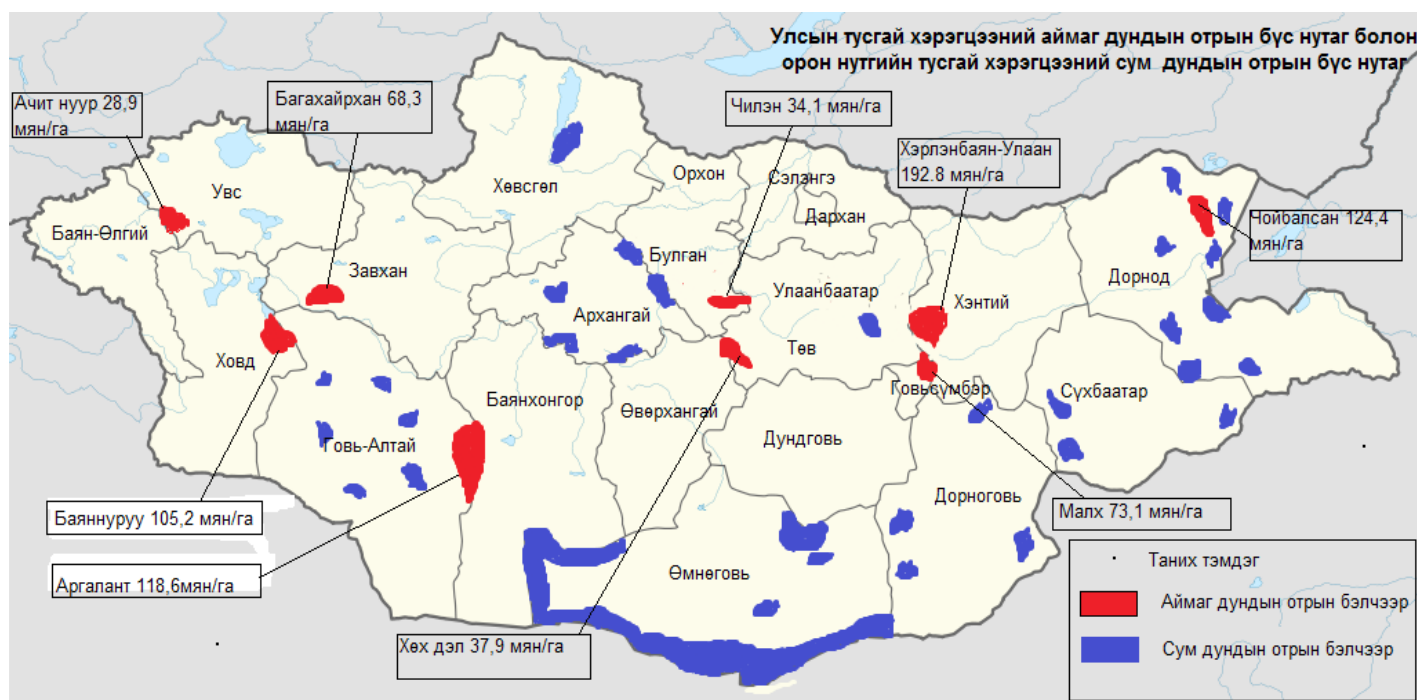 Улсын тусгай хэрэгцээний аймаг дундын отрын бүс нутаг болон
орон нутгийн тусгай хэрэгцээний сум дундын отрын бүс нутаг
Ачит нуур 28,9
мян/га
Багахайрхан 68,3
мян/га
Чилэн 34,1 мян/га
Хэрлэнбаян-Улаан
192.8 мян/га
Чойбалсан 124,4
мян/га
Увс
Баян-Өлгий
Хөвсгөл
Орхон
Сэлэнгэ
Дархан
Завхан
Булган
Улаанбаатар
Хэнтий
Дорнод
Архангай
Ховд
Төв
Баянхонгор
Өвөрхангай
Говьсүмбэр
Сүхбаатар
Говь-Алтай
Дундговь
Дорноговь
Өмнөговь
Баяннуруу 105,2 мян/га
Аргалант 118,6мян/га
Хөх дэл 37,9 мян/га
Малх 73,1 мян/га
Таних тэмдэг
Аймаг дундын отрын бэлчээр
Сум дундын отрын бэлчээр